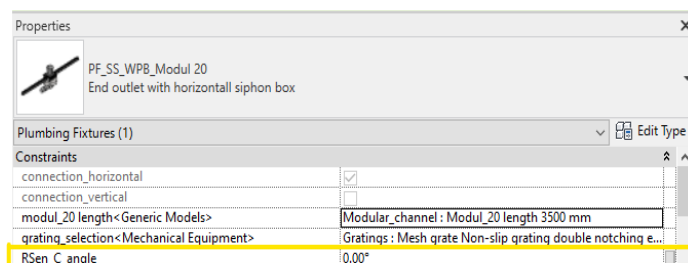 Properties
PF_SS_WPB_Modul 20
End outlet with horizontall siphon box
Plumbing Fixtures (1)
Edit Type
Constraints
connection_horizontal
connection_vertical
modul_20 length<Generic Models> Modular_channel : Modul_20 length 3500 mm
grating_selection<Mechanical Equipment> Gratings : Mesh grate Non-slip grating double notching e...
RSen_C_angle 0.00°